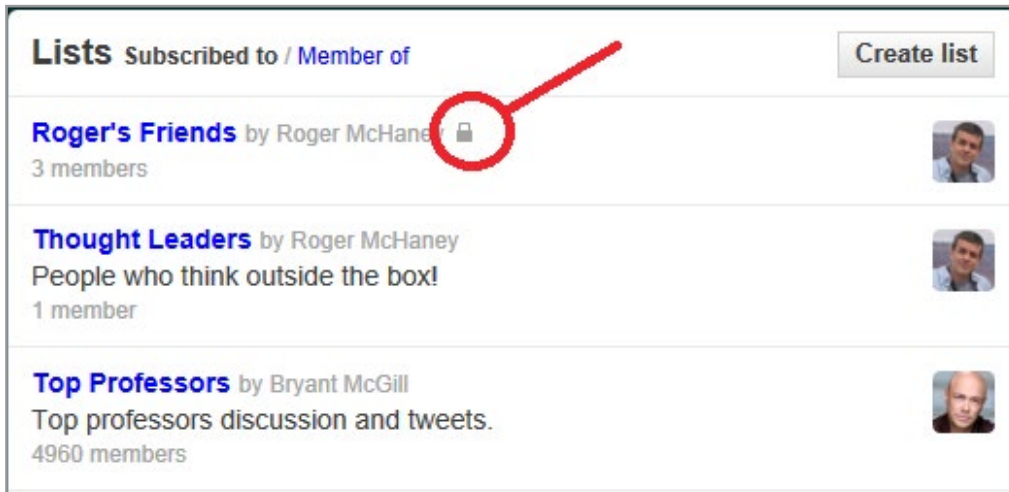 Lists Subscribed to / Member of
Create list
Roger's Friends by Roger McHaney
3 members
Thought Leaders by Roger McHaney
People who think outside the box!
1 member
Top Professors by Bryant McGill
Top professors discussion and tweets.
4960 members